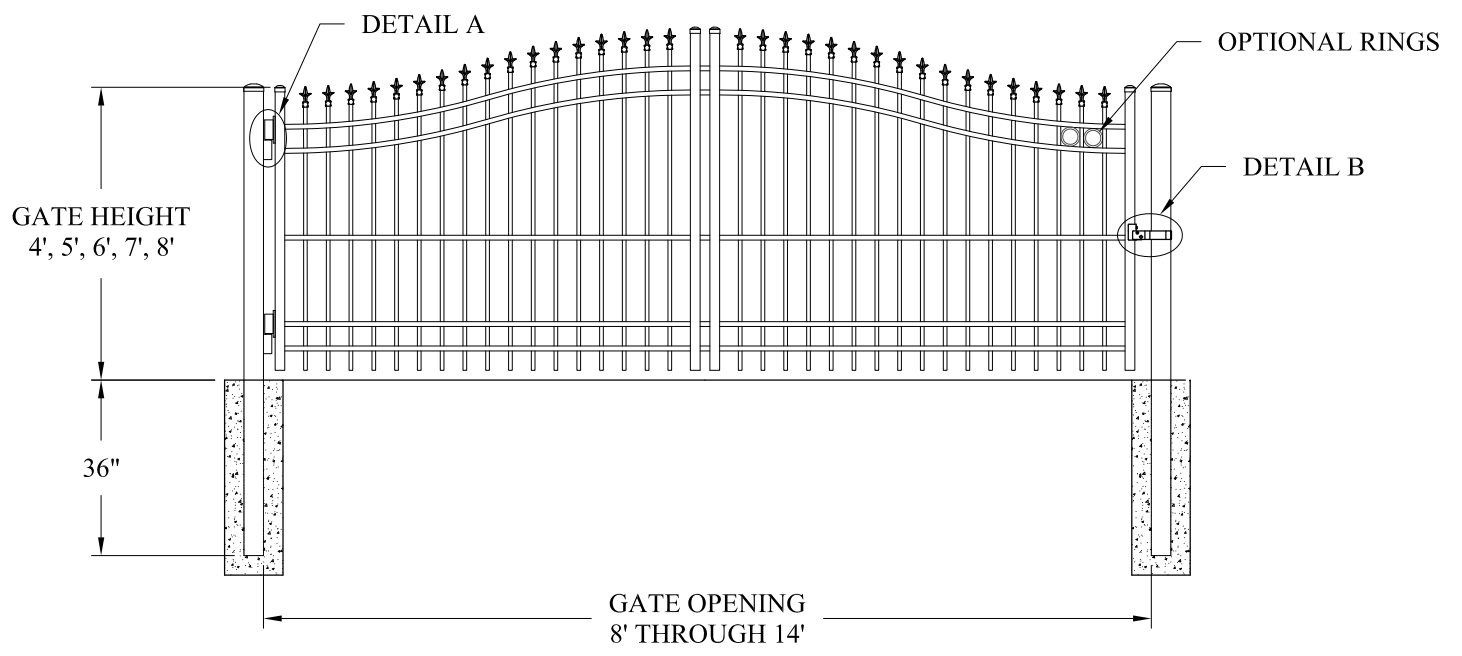 DETAIL A
OPTIONAL RINGS
DETAIL B
GATE HEIGHT
4', 5', 6', 7', 8'
36"
GATE OPENING
8' THROUGH 14'